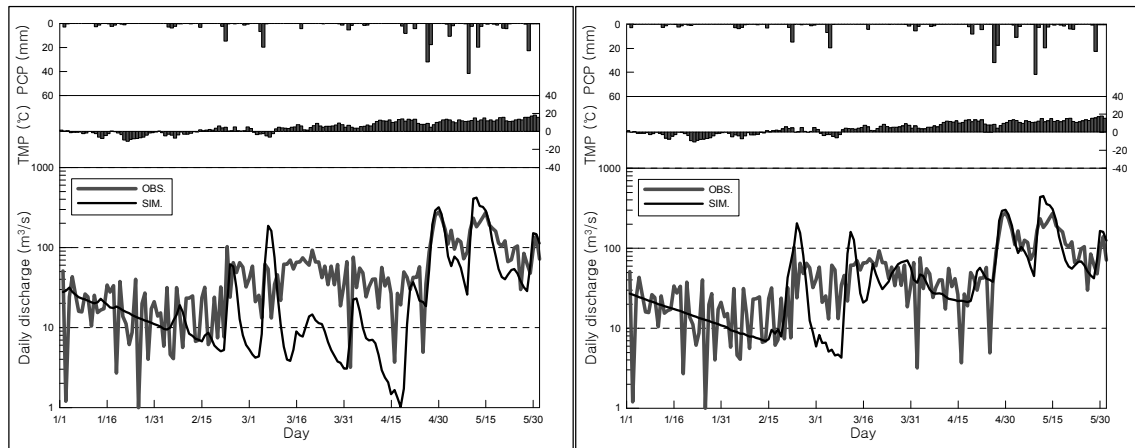 0
20
40
60
PCP (mm)
40
20
0
-20
-40
TMP (℃)
1000
100
10
1
Daily discharge (m³/s)
OBS.
SIM.
1/1 1/16 1/31 2/15 3/1 3/16 3/31 4/15 4/30 5/15 5/30
Day
0
20
40
60
PCP (mm)
40
20
0
-20
-40
TMP (℃)
1000
100
10
1
Daily discharge (m³/s)
OBS.
SIM.
1/1 1/16 1/31 2/15 3/1 3/16 3/31 4/15 4/30 5/15 5/30
Day